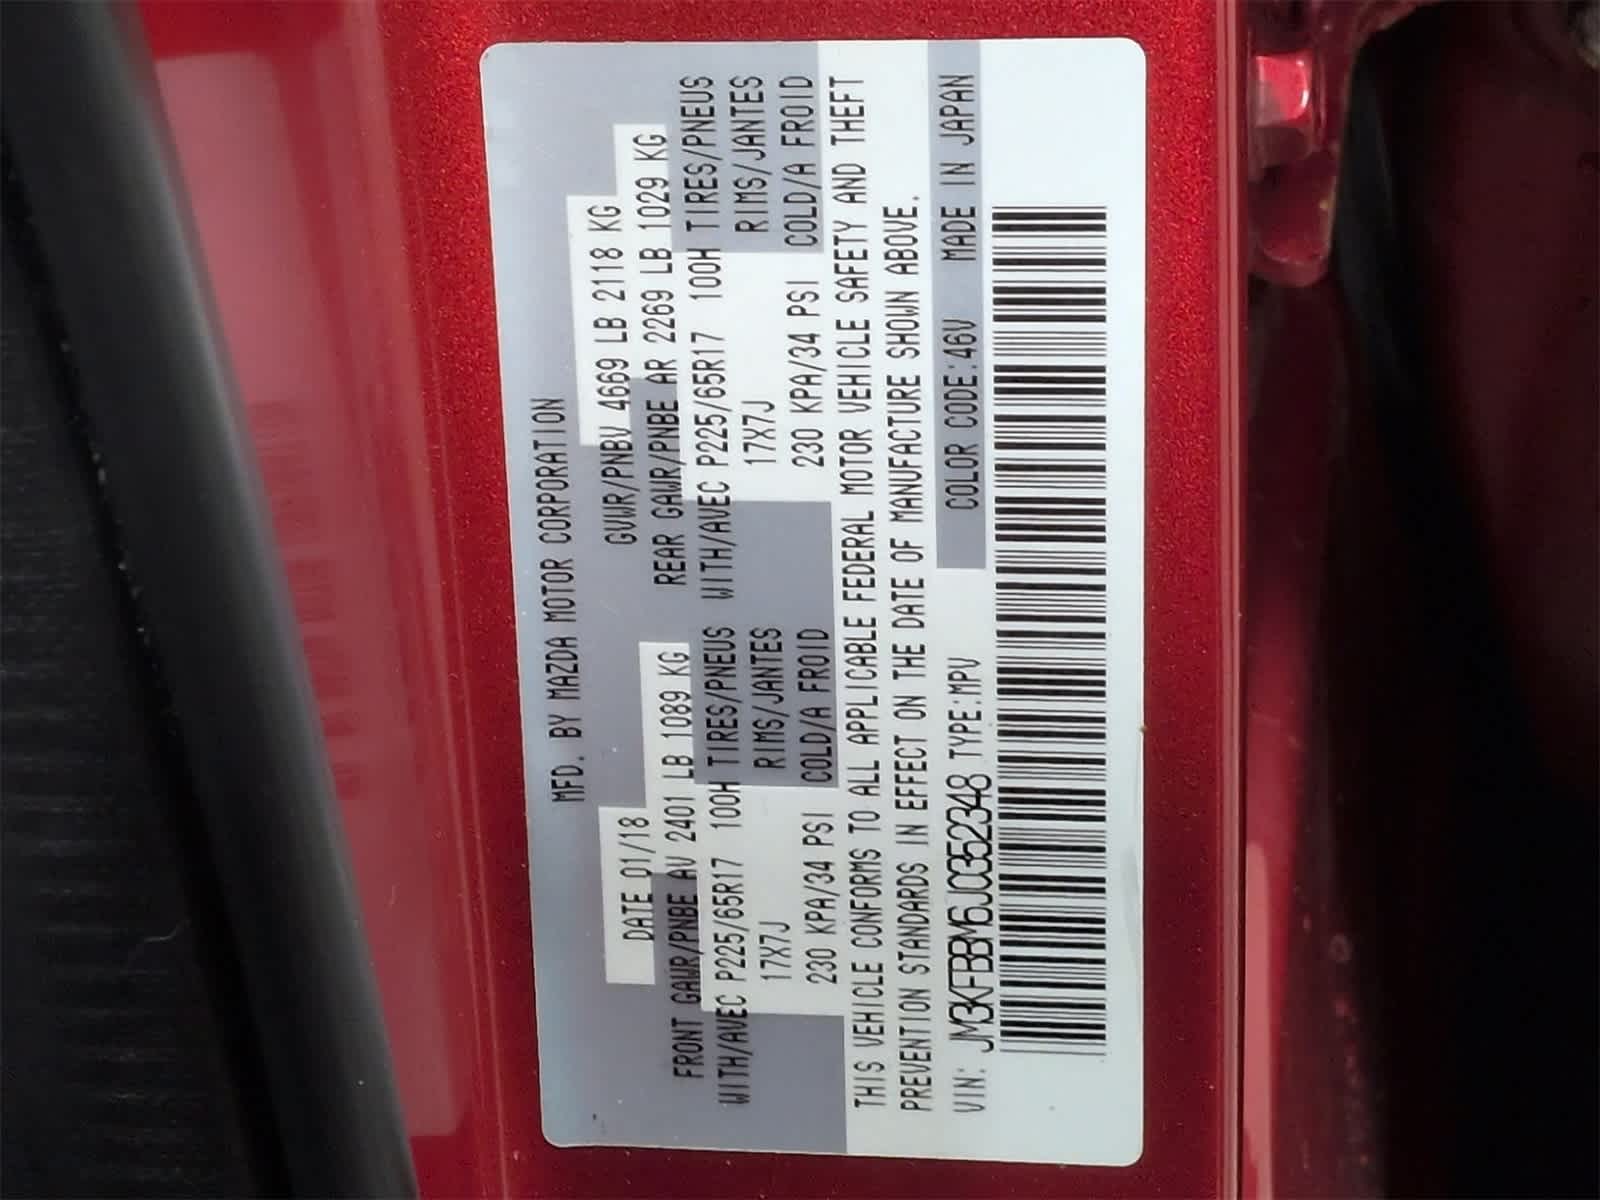 MFD. BY MAZDA MOTOR CORPORATION
DATE 01/18 GVWR/PNBV 4669 LB 2118 KG
FRONT GAWR/PNBE AV 2401 LB 1089 KG REAR GAWR/PNBE AR 2269 LB 1029 KG
WITH/AVEC P225/65R17 100H TIRES/PNEUS WITH/AVEC P225/65R17 100H TIRES/PNEUS
17X7J RIMS/JANTES 17X7J RIMS/JANTES
230 KPA/34 PSI COLD/A FROID 230 KPA/34 PSI COLD/A FROID
THIS VEHICLE CONFORMS TO ALL APPLICABLE FEDERAL MOTOR VEHICLE SAFETY AND THEFT
PREVENTION STANDARDS IN EFFECT ON THE DATE OF MANUFACTURE SHOWN ABOVE.
VIN: JM3KFBBM6J0352348 TYPE:MPV COLOR CODE:46V MADE IN JAPAN